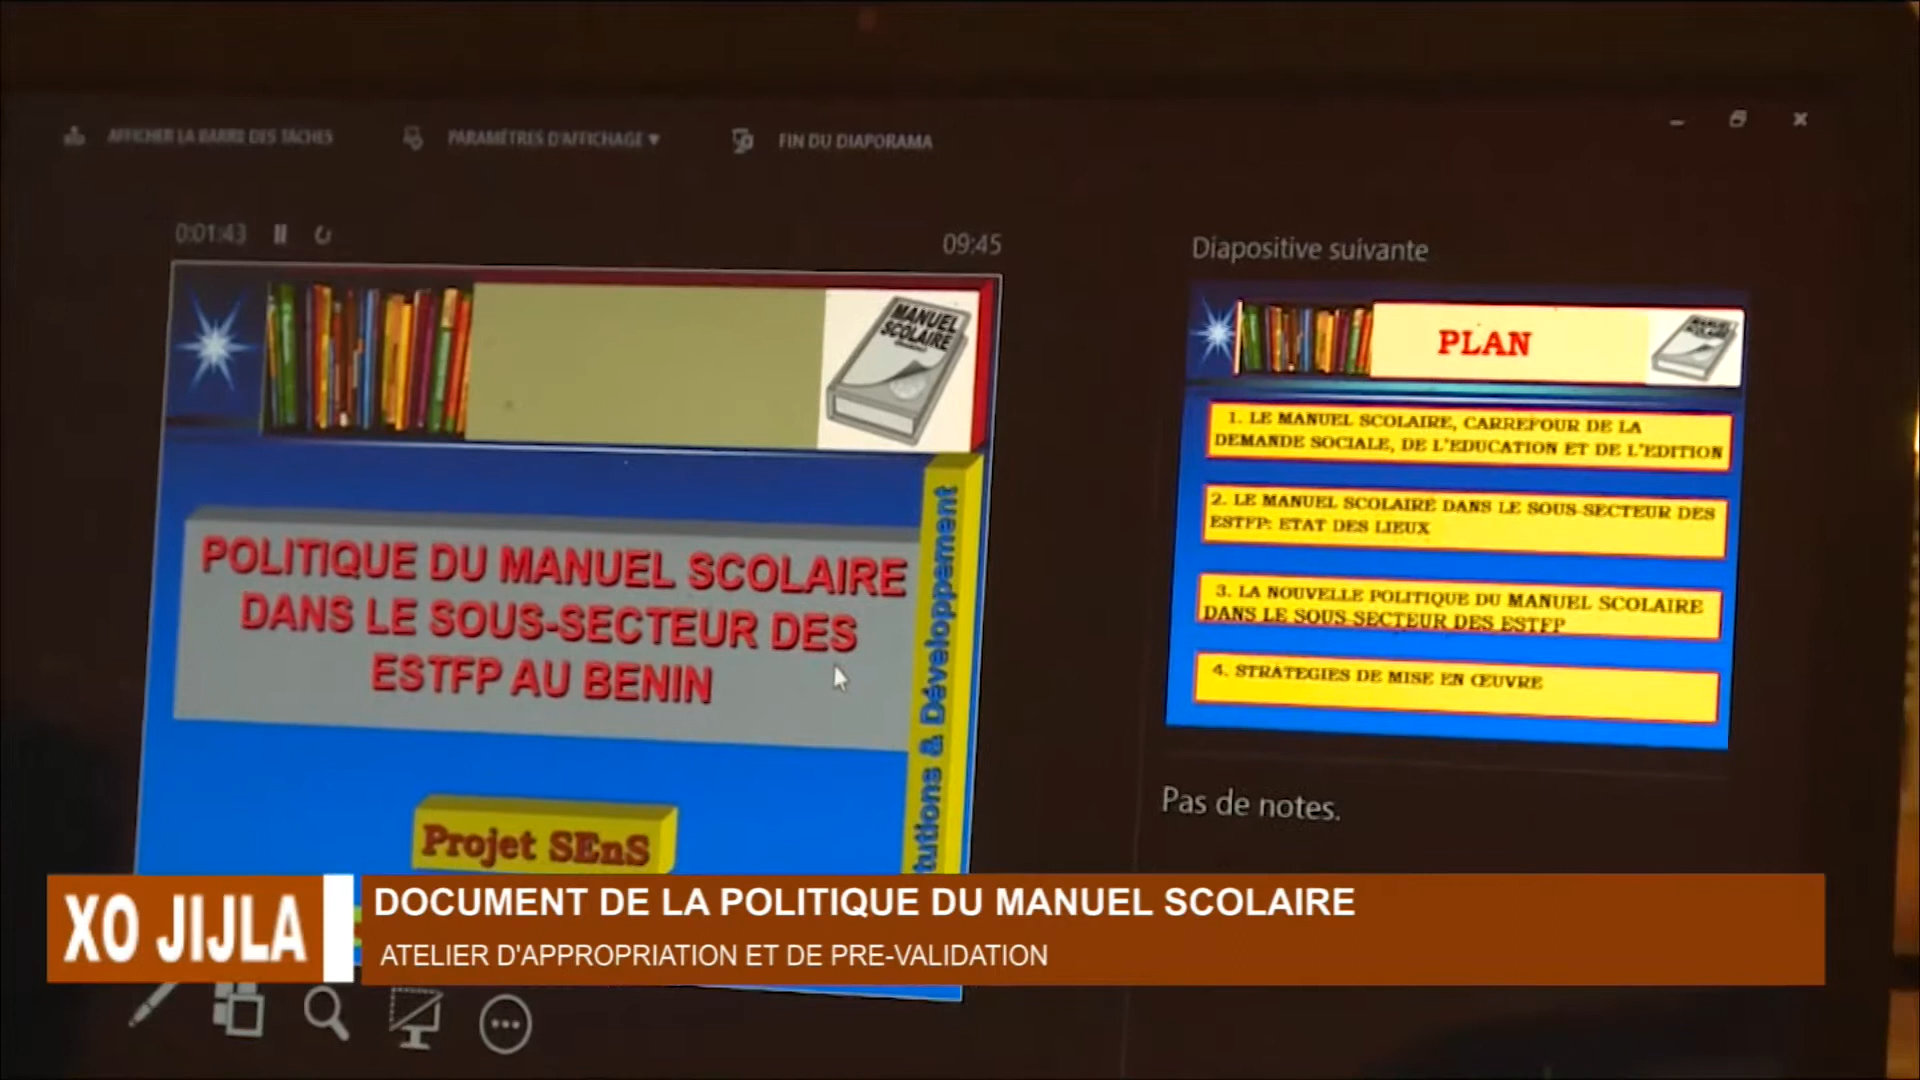 AFFICHER LA BARRE DES TÂCHES
PARAMÈTRES D'AFFICHAGE
FIN DU DIAPORAMA
0:01:43
09:45
MANUEL
SCOLAIRE
POLITIQUE DU MANUEL SCOLAIRE
DANS LE SOUS-SECTEUR DES
ESTFP AU BENIN
& Développement
Projet SEnS
Diapositive suivante
PLAN
MANUEL
SCOLAIRE
1. LE MANUEL SCOLAIRE, CARREFOUR DE LA
DEMANDE SOCIALE, DE L'EDUCATION ET DE L'EDITION
2. LE MANUEL SCOLAIRE DANS LE SOUS-SECTEUR DES
ESTFP: ETAT DES LIEUX
3. LA NOUVELLE POLITIQUE DU MANUEL SCOLAIRE
DANS LE SOUS SECTEUR DES ESTFP
4. STRATEGIES DE MISE EN ŒUVRE
Pas de notes.
XO JIJLA
DOCUMENT DE LA POLITIQUE DU MANUEL SCOLAIRE
ATELIER D'APPROPRIATION ET DE PRE-VALIDATION